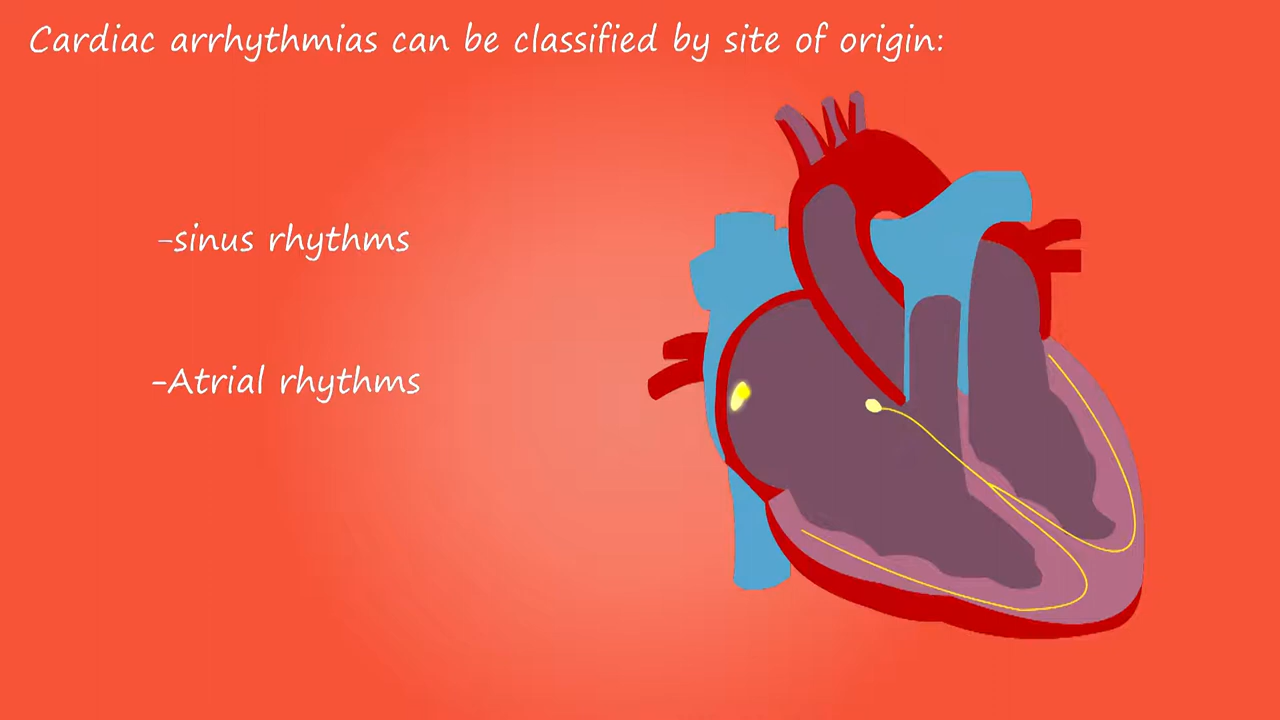 Cardiac arrhythmias can be classified by site of origin:
-sinus rhythms
-Atrial rhythms